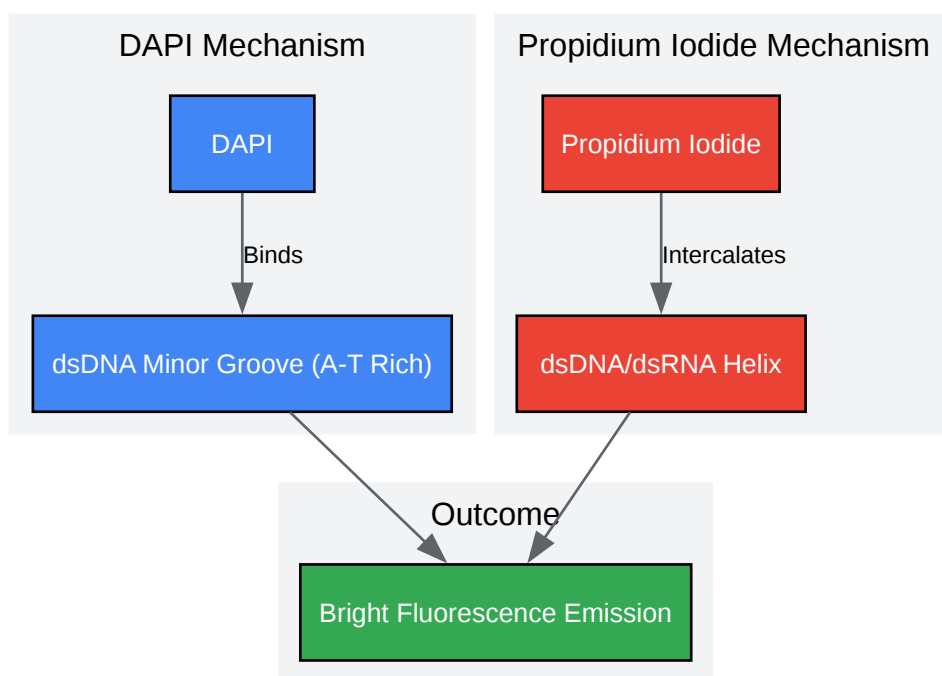 DAPI Mechanism
Propidium Iodide Mechanism
DAPI
Propidium Iodide
Binds
Intercalates
dsDNA Minor Groove (A-T Rich)
dsDNA/dsRNA Helix
Outcome
Bright Fluorescence Emission